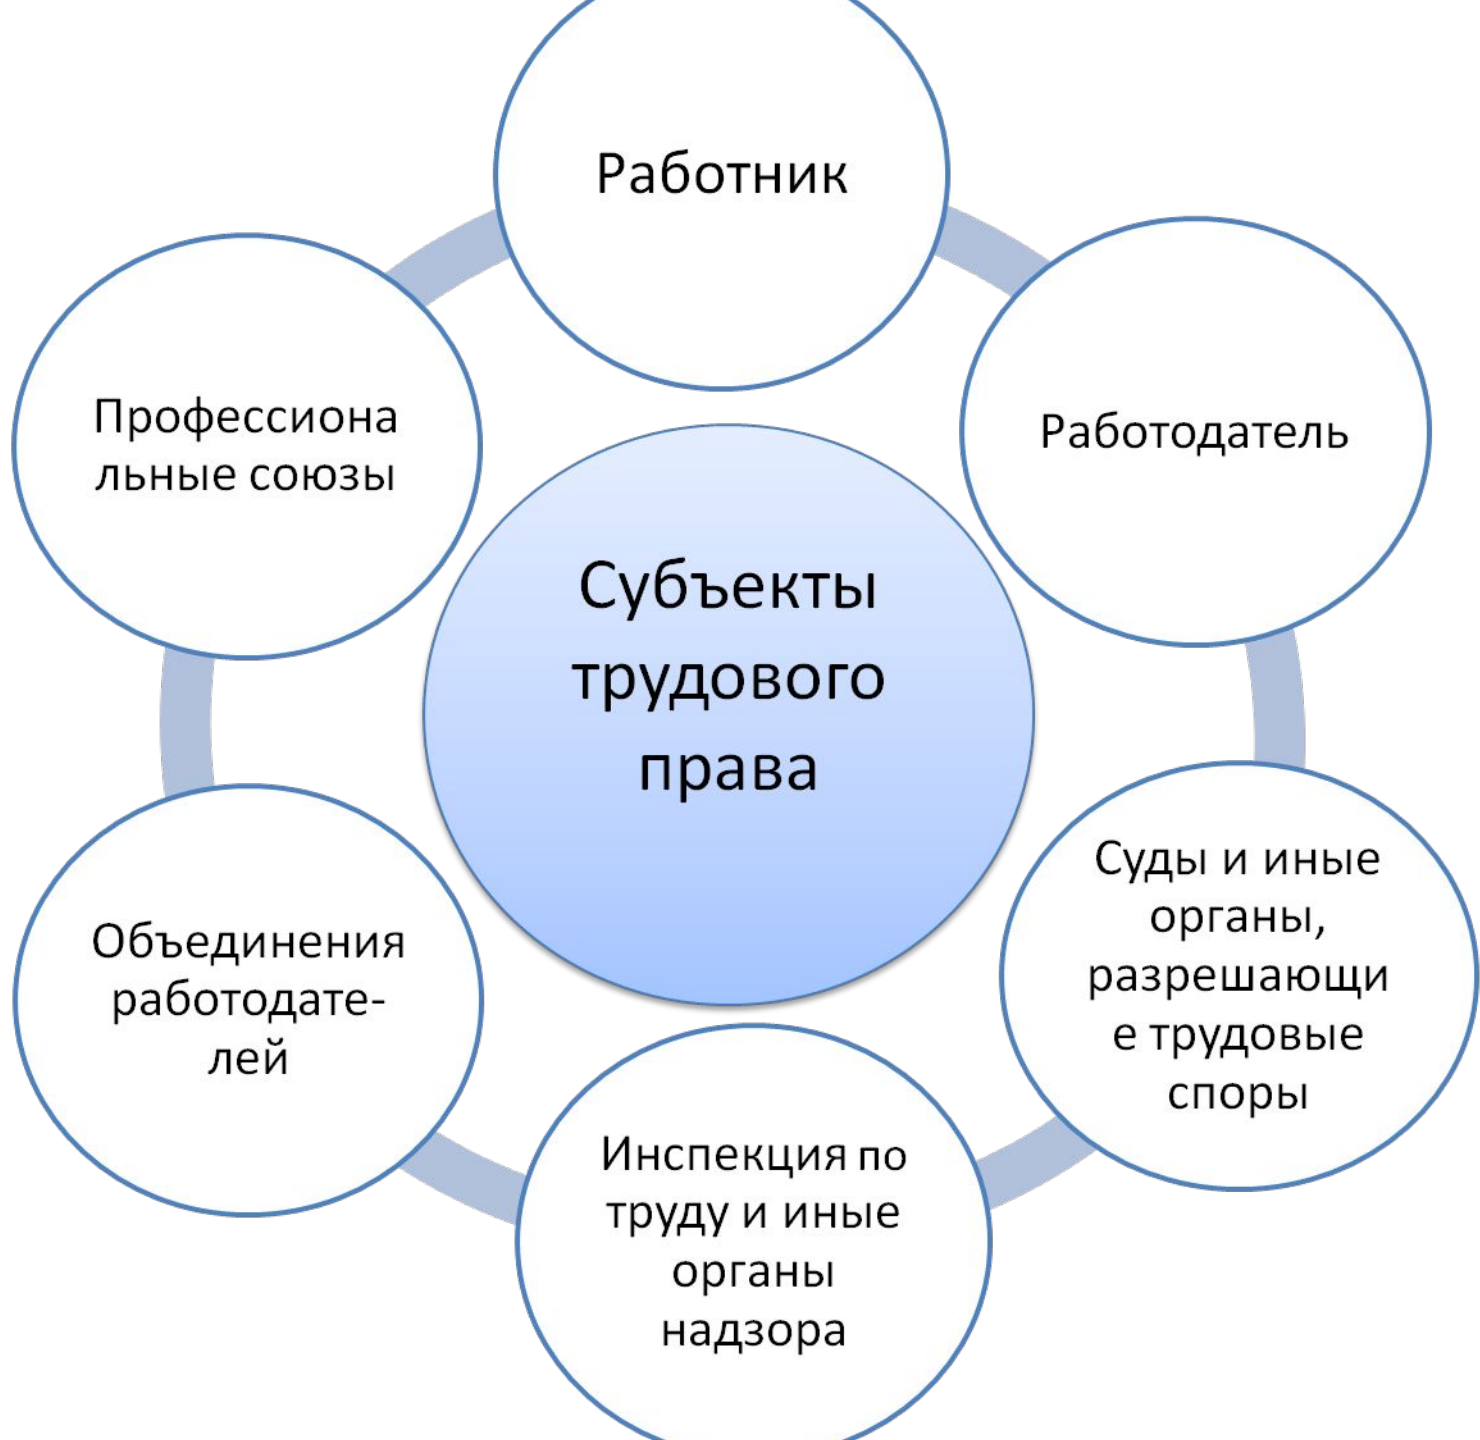 Работник
Работодатель
Профессиона
льные союзы
Субъекты
трудового
права
Суды и иные
органы,
разрешающи
е трудовые
споры
Объединения
работодате-
лей
Инспекция по
труду и иные
органы
надзора